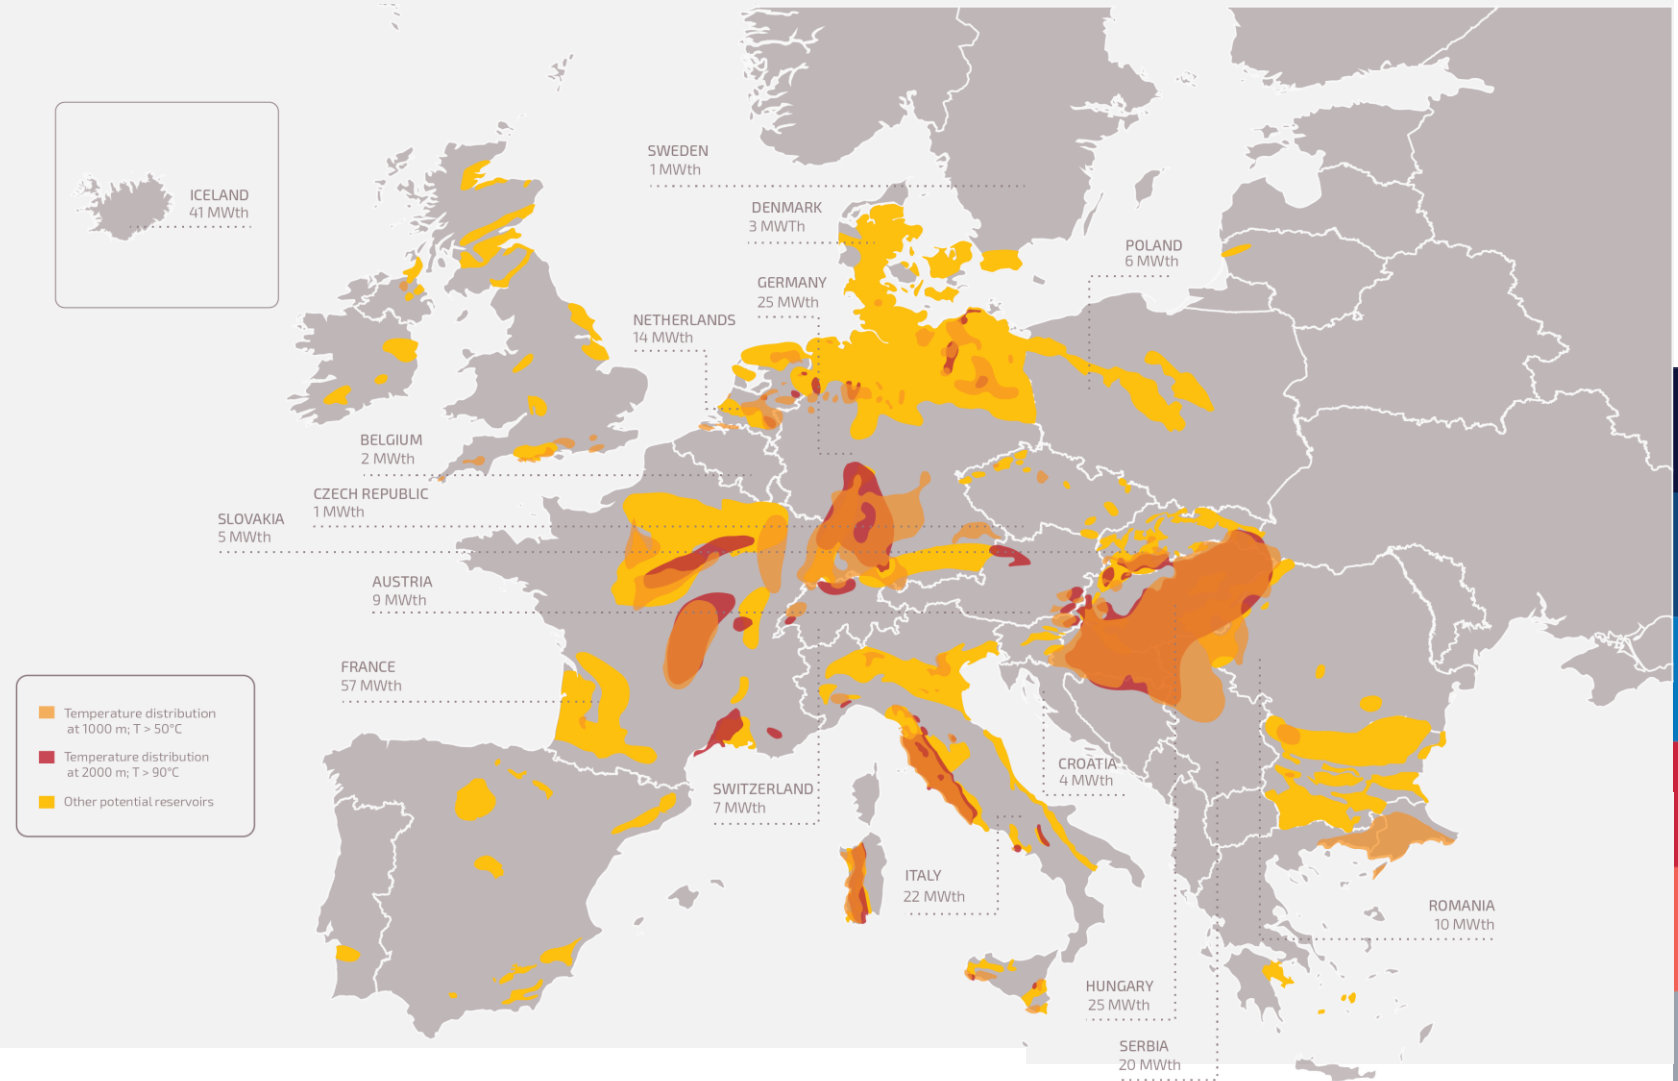 SWEDEN
1 MWth
ICELAND
41 MWth
DENMARK
3 MWTh
POLAND
6 MWth
GERMANY
25 MWth
NETHERLANDS
14 MWth
BELGIUM
2 MWth
CZECH REPUBLIC
1 MWth
SLOVAKIA
5 MWth
AUSTRIA
9 MWth
FRANCE
57 MWth
Temperature distribution
at 1000 m; T > 50°C
Temperature distribution
at 2000 m; T > 90°C
Other potential reservoirs
SWITZERLAND
7 MWth
CROATIA
4 MWth
ITALY
22 MWth
ROMANIA
10 MWth
HUNGARY
25 MWth
SERBIA
20 MWth